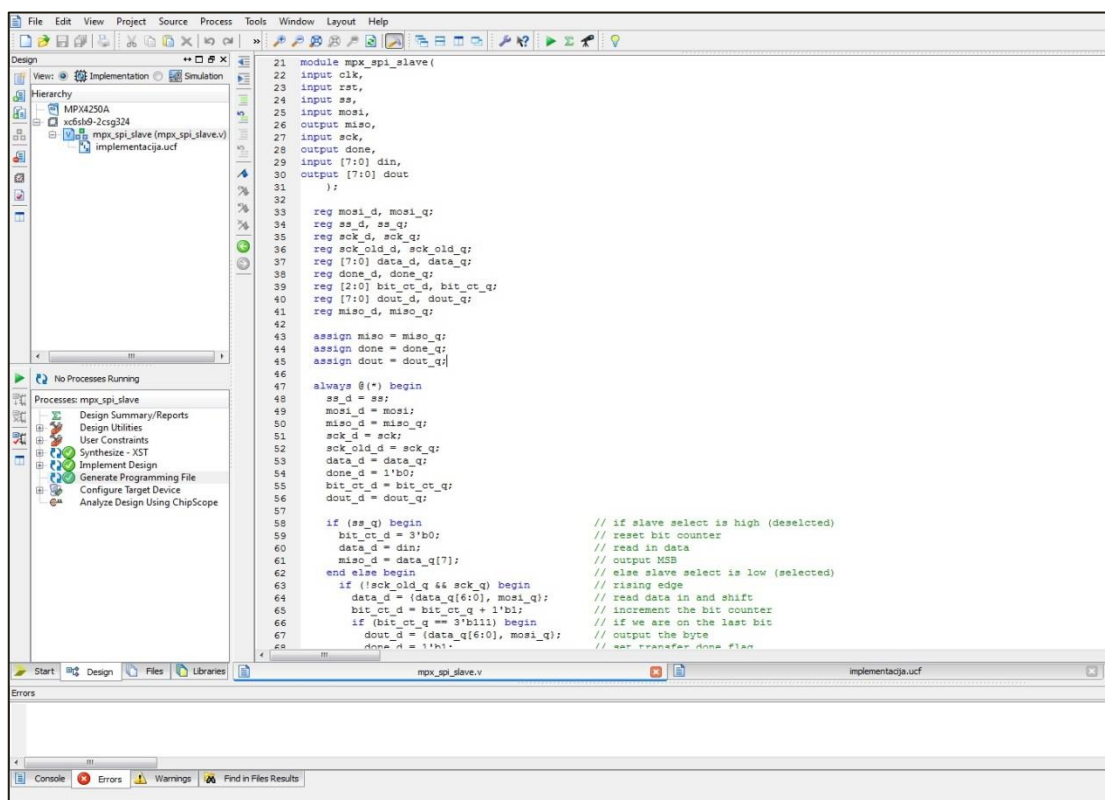 File Edit View Project Source Process Tools Window Layout Help
Design
View: Implementation Simulation
Hierarchy
MPX4250A
xc6slx9-2csg324
mpx_spi_slave (mpx_spi_slave.v)
implementacija.ucf
No Processes Running
Processes: mpx_spi_slave
Design Summary/Reports
Design Utilities
User Constraints
Synthesize - XST
Implement Design
Generate Programming File
Configure Target Device
Analyze Design Using ChipScope
Start Design Files Libraries
21 module mpx_spi_slave(
22 input clk,
23 input rst,
24 input ss,
25 input mosi,
26 output miso,
27 input sck,
28 output done,
29 input [7:0] din,
30 output [7:0] dout
31 );
32
33 reg mosi_d, mosi_q;
34 reg ss_d, ss_q;
35 reg sck_d, sck_q;
36 reg sck_old_d, sck_old_q;
37 reg [7:0] data_d, data_q;
38 reg done_d, done_q;
39 reg [2:0] bit_ct_d, bit_ct_q;
40 reg [7:0] dout_d, dout_q;
41 reg miso_d, miso_q;
42
43 assign miso = miso_q;
44 assign done = done_q;
45 assign dout = dout_q;
46
47 always @(*) begin
48 ss_d = ss;
49 mosi_d = mosi;
50 miso_d = miso_q;
51 sck_d = sck;
52 sck_old_d = sck_q;
53 data_d = data_q;
54 done_d = 1'b0;
55 bit_ct_d = bit_ct_q;
56 dout_d = dout_q;
57
58 if (ss_q) begin // if slave select is high (deselcted)
59 bit_ct_d = 3'b0; // reset bit counter
60 data_d = din; // read in data
61 miso_d = data_q[7]; // output MSB
62 end else begin // else slave select is low (selected)
63 if (!sck_old_q && sck_q) begin // rising edge
64 data_d = {data_q[6:0], mosi_q}; // read data in and shift
65 bit_ct_d = bit_ct_q + 1'b1; // increment the bit counter
66 if (bit_ct_q == 3'b111) begin // if we are on the last bit
67 dout_d = {data_q[6:0], mosi_q}; // output the byte
68 done_d = 1'b1; // set transfer done flag
mpx_spi_slave.v implementacija.ucf
Errors
Console Errors Warnings Find in Files Results